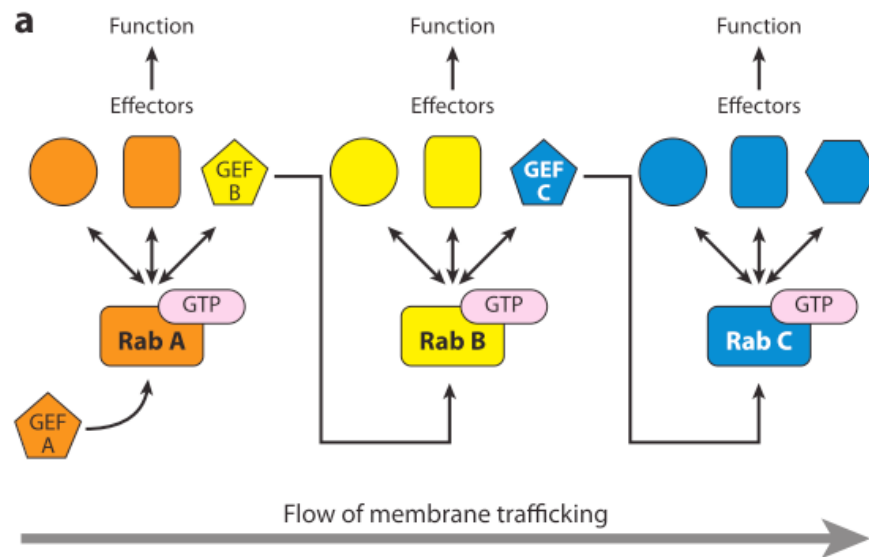 a
Function
Function
Function
Effectors
Effectors
Effectors
GEF
B
GEF
C
GTP
GTP
GTP
Rab A
Rab B
Rab C
GEF
A
Flow of membrane trafficking